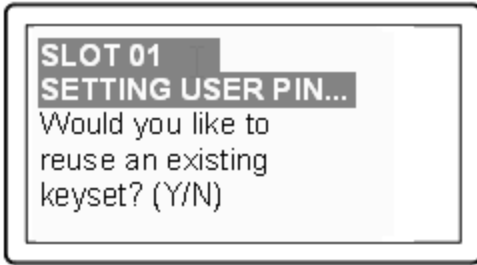 SLOT 01
SETTING USER PIN...
Would you like to
reuse an existing
keyset? (Y/N)